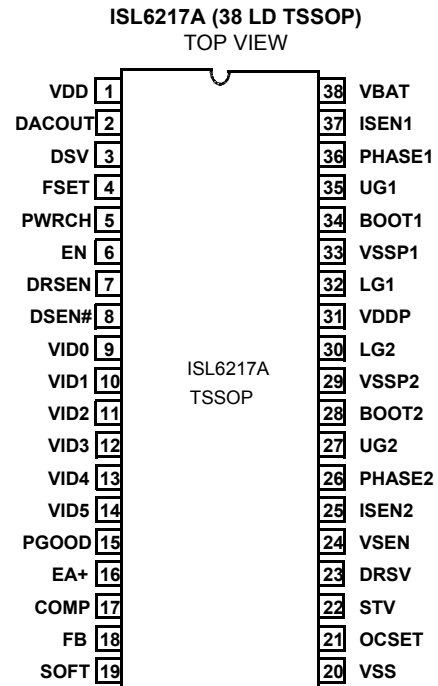 ISL6217A (38 LD TSSOP)
TOP VIEW
VDD 1 38 VBAT
DACOUT 2 37 ISEN1
DSV 3 36 PHASE1
FSET 4 35 UG1
PWRCH 5 34 BOOT1
EN 6 33 VSSP1
DRSEN 7 32 LG1
DSEN# 8 31 VDDP
VID0 9 30 LG2
VID1 10 29 VSSP2
ISL6217A
TSSOP
VID2 11 28 BOOT2
VID3 12 27 UG2
VID4 13 26 PHASE2
VID5 14 25 ISEN2
PGOOD 15 24 VSEN
EA+ 16 23 DRSV
COMP 17 22 STV
FB 18 21 OCSET
SOFT 19 20 VSS